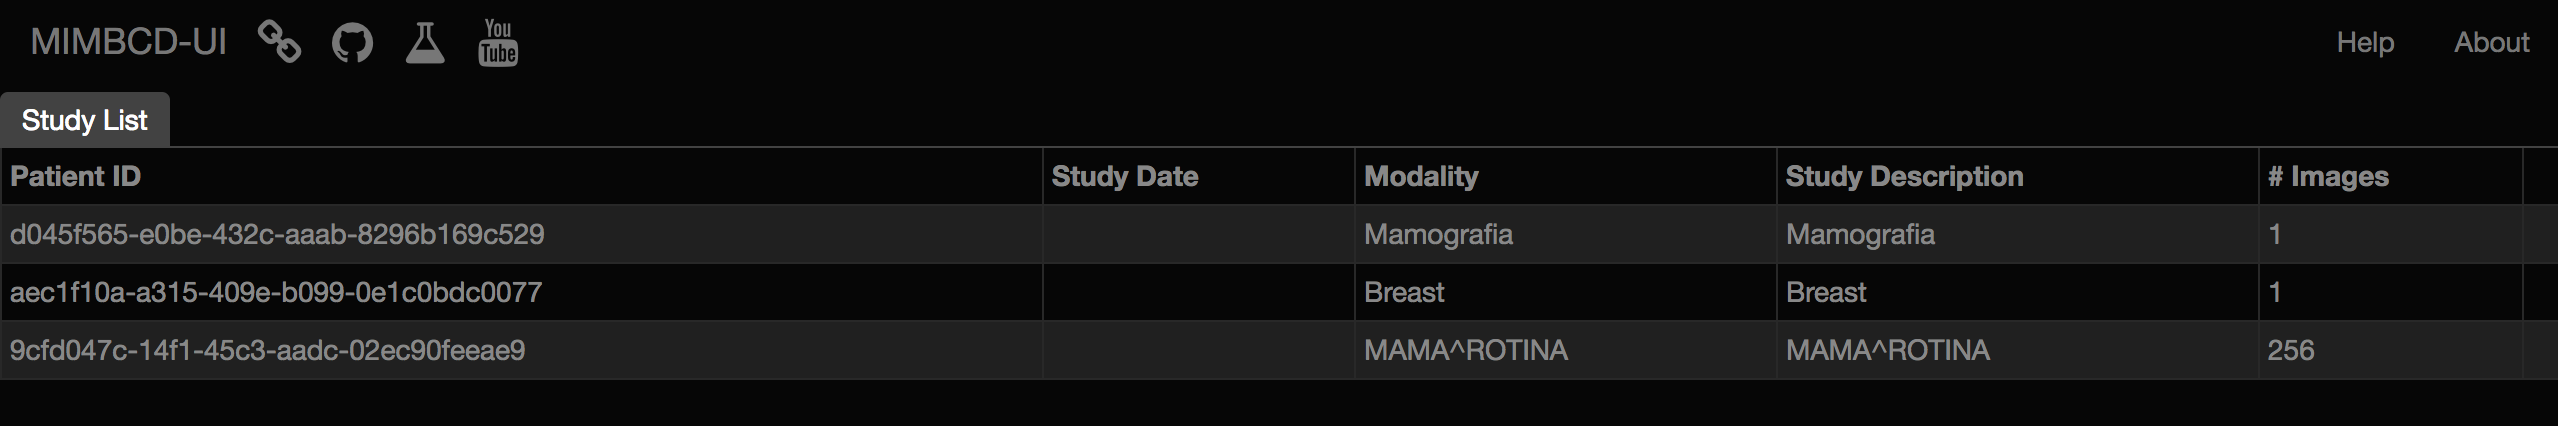 MIMBCD-UI You Tube Help About
Study List
Patient ID Study Date Modality Study Description # Images
d045f565-e0be-432c-aaab-8296b169c529 Mamografia Mamografia 1
aec1f10a-a315-409e-b099-0e1c0bdc0077 Breast Breast 1
9cfd047c-14f1-45c3-aadc-02ec90feeae9 MAMA^ROTINA MAMA^ROTINA 256